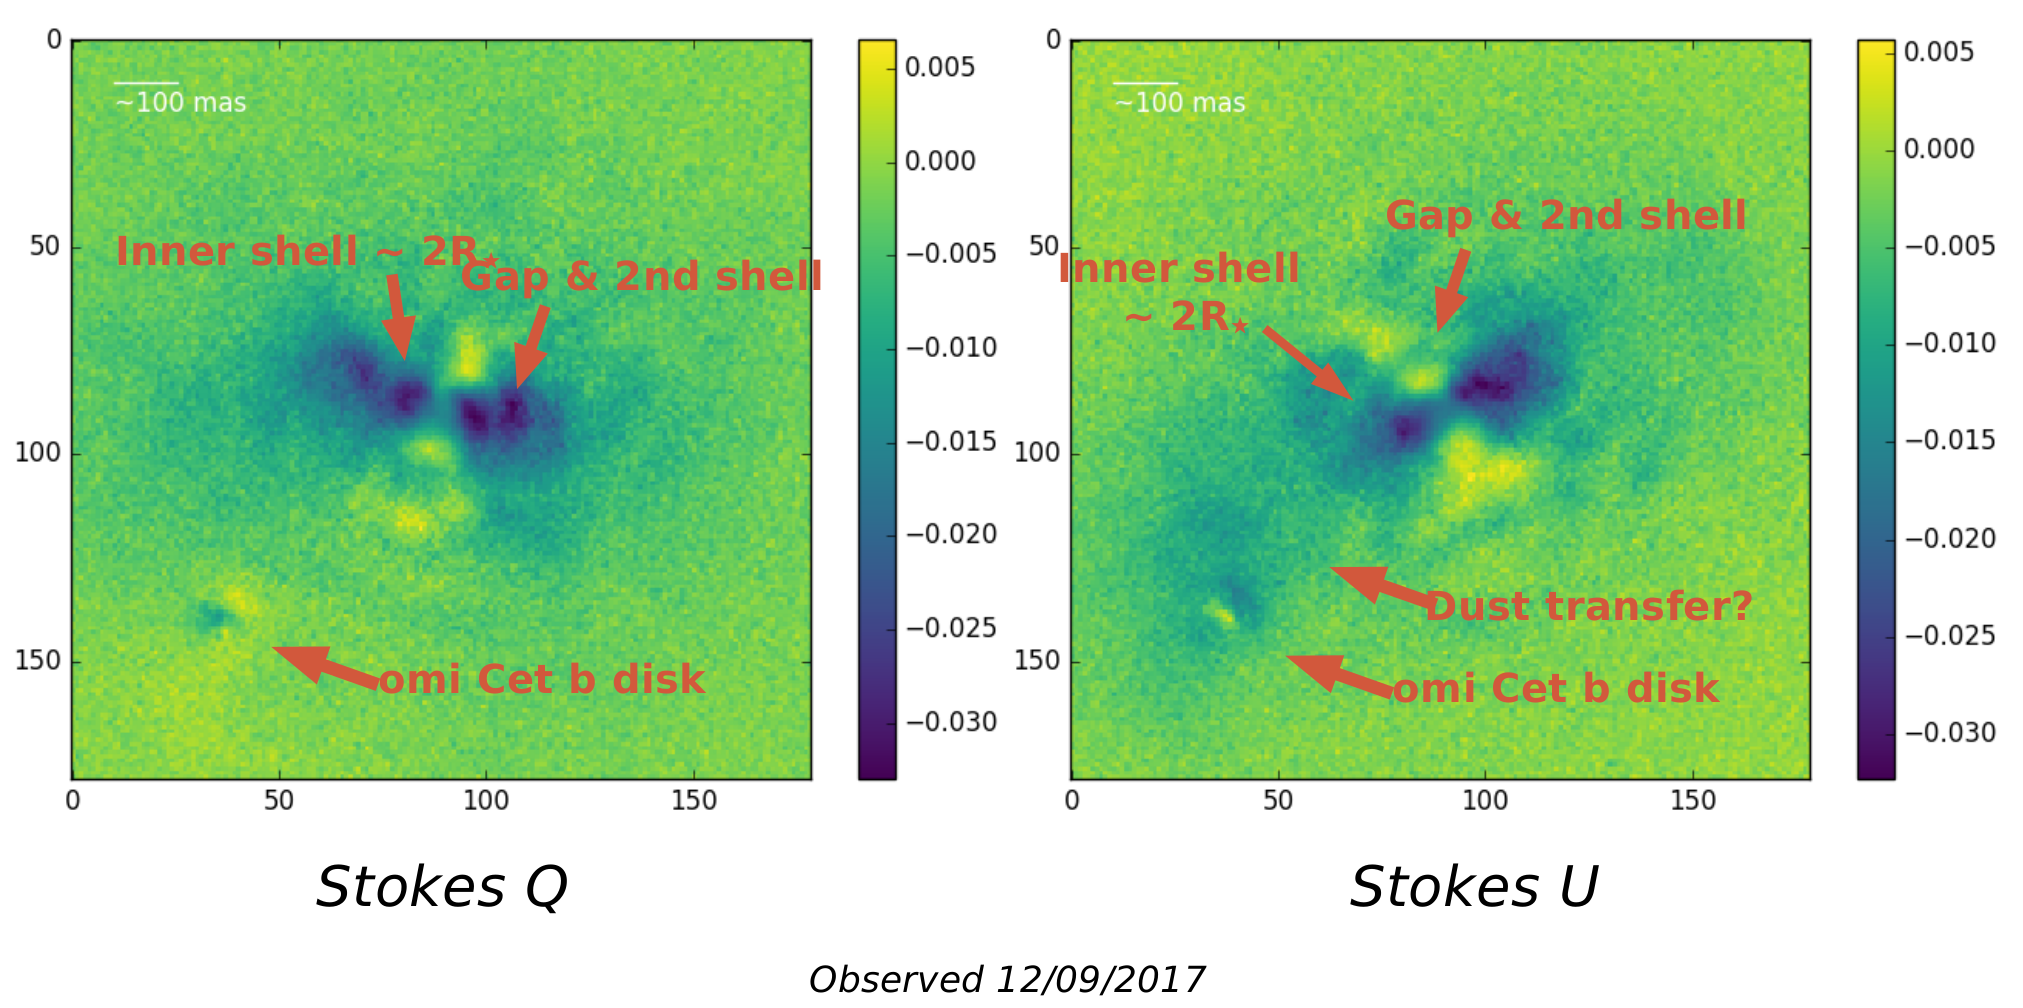 0
50
100
150
0
50
100
150
~100 mas
Inner shell ~ 2R★
Gap & 2nd shell
omi Cet b disk
0.005
0.000
−0.005
−0.010
−0.015
−0.020
−0.025
−0.030
Stokes Q
0
50
100
150
0
50
100
150
~100 mas
Gap & 2nd shell
Inner shell
~ 2R★
Dust transfer?
omi Cet b disk
0.005
0.000
−0.005
−0.010
−0.015
−0.020
−0.025
−0.030
Stokes U
Observed 12/09/2017